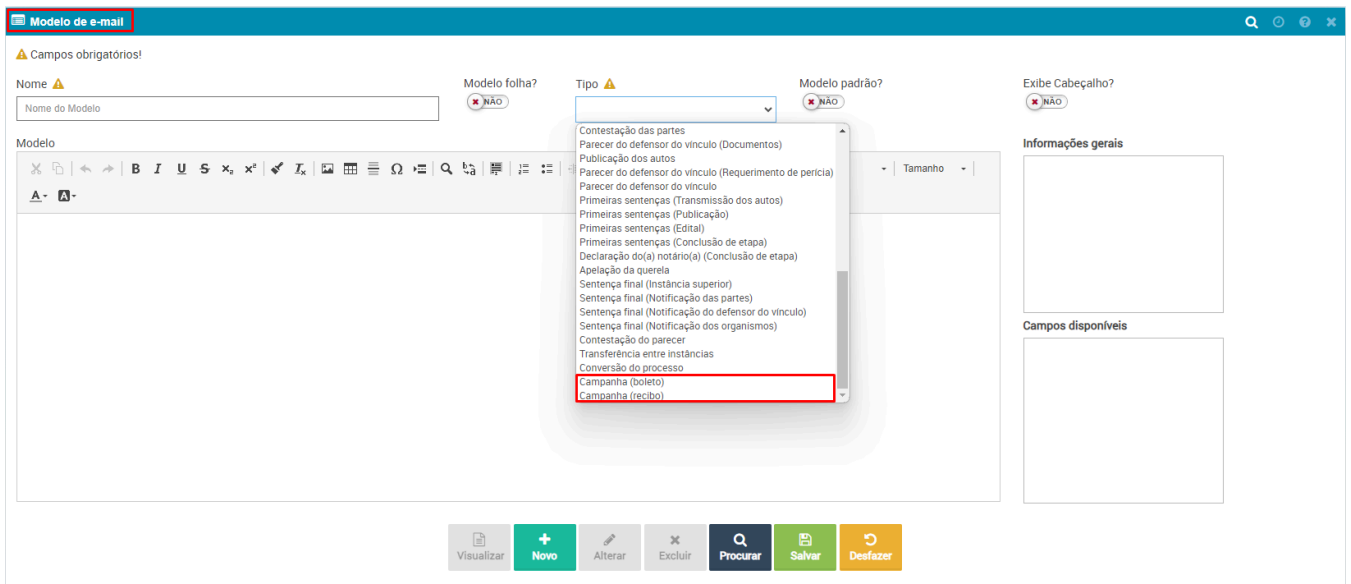 Modelo de e-mail
Campos obrigatórios!
Nome
Modelo folha?
Tipo
Modelo padrão?
Exibe Cabeçalho?
Nome do Modelo
NÃO
NÃO
NÃO
Modelo
Informações gerais
Contestação das partes
Parecer do defensor do vínculo (Documentos)
Publicação dos autos
Parecer do defensor do vínculo (Requerimento de perícia)
Parecer do defensor do vínculo
Primeiras sentenças (Transmissão dos autos)
Primeiras sentenças (Publicação)
Primeiras sentenças (Edital)
Primeiras sentenças (Conclusão de etapa)
Declaração do(a) notário(a) (Conclusão de etapa)
Apelação da querela
Sentença final (Instância superior)
Sentença final (Notificação das partes)
Sentença final (Notificação do defensor do vínculo)
Sentença final (Notificação dos organismos)
Contestação do parecer
Transferência entre instâncias
Conversão do processo
Campanha (boleto)
Campanha (recibo)
Tamanho
Campos disponíveis
Visualizar
Novo
Alterar
Excluir
Procurar
Salvar
Desfazer